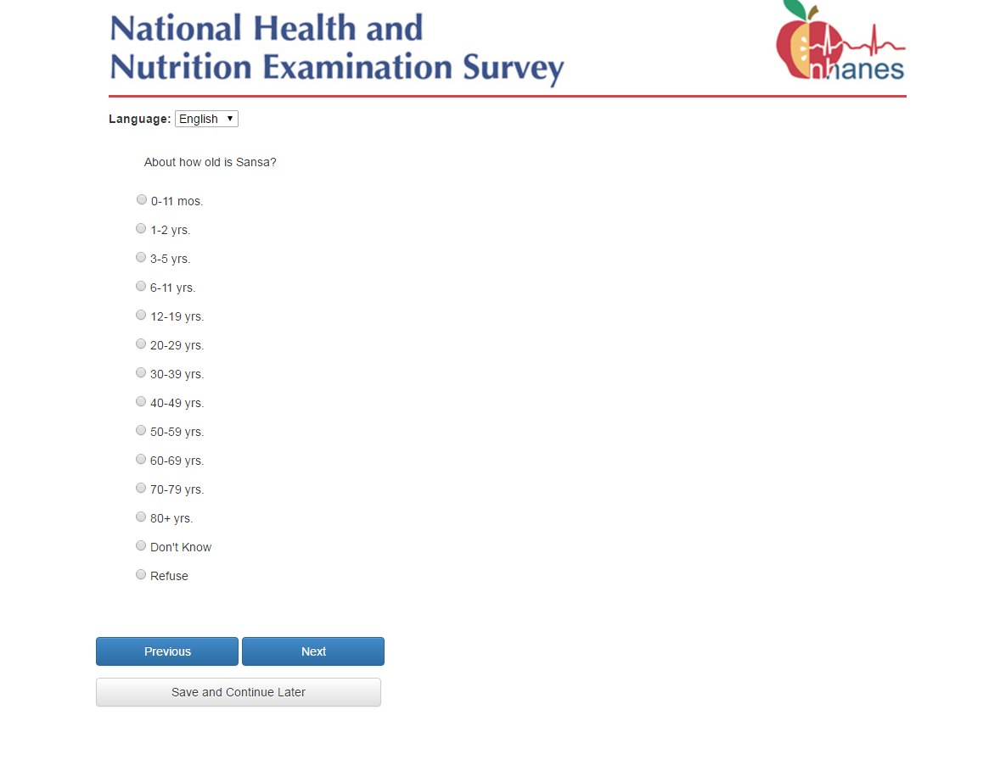 National Health and
Nutrition Examination Survey
nhanes
Language: English
About how old is Sansa?
0-11 mos.
1-2 yrs.
3-5 yrs.
6-11 yrs.
12-19 yrs.
20-29 yrs.
30-39 yrs.
40-49 yrs.
50-59 yrs.
60-69 yrs.
70-79 yrs.
80+ yrs.
Don't Know
Refuse
Previous Next
Save and Continue Later